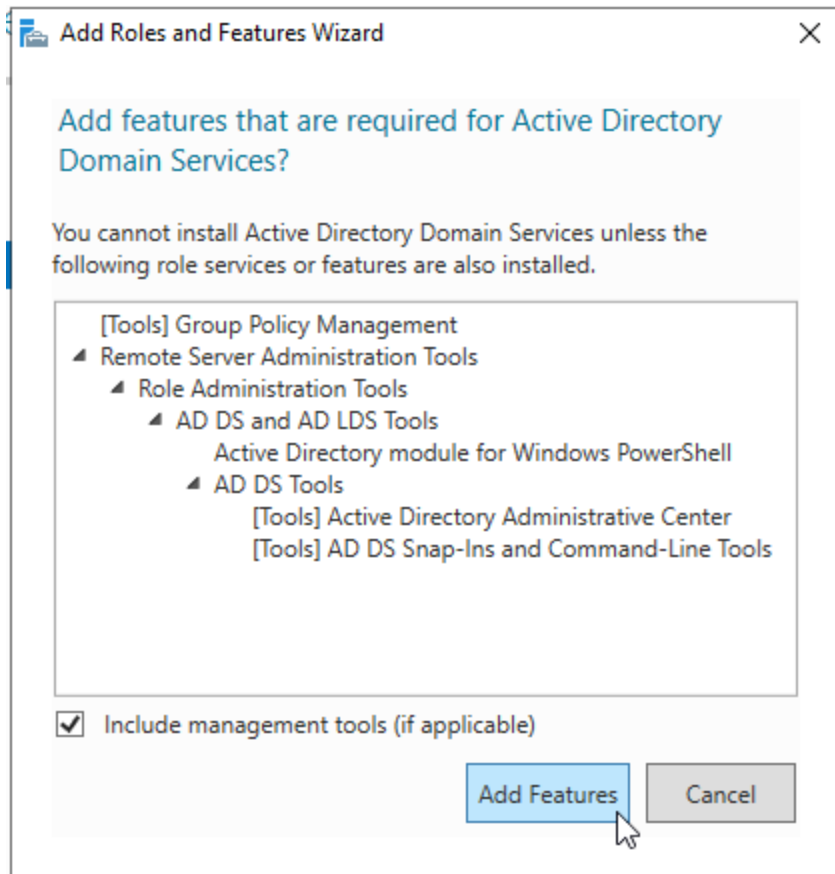 Add Roles and Features Wizard
Add features that are required for Active Directory
Domain Services?
You cannot install Active Directory Domain Services unless the
following role services or features are also installed.
[Tools] Group Policy Management
Remote Server Administration Tools
Role Administration Tools
AD DS and AD LDS Tools
Active Directory module for Windows PowerShell
AD DS Tools
[Tools] Active Directory Administrative Center
[Tools] AD DS Snap-Ins and Command-Line Tools
Include management tools (if applicable)
Add Features
Cancel